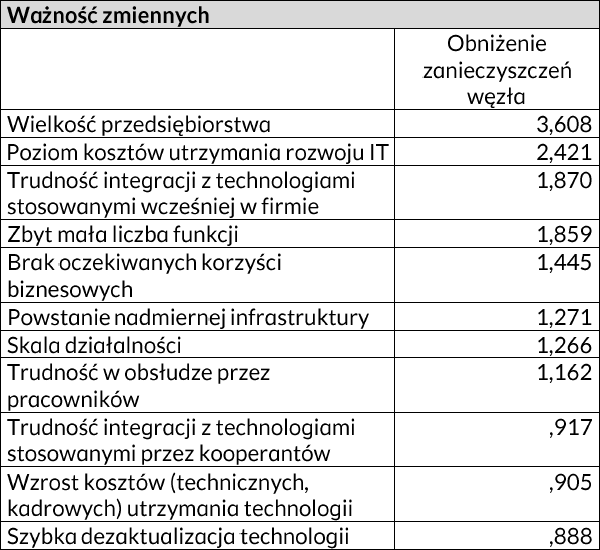 Ważność zmiennych
Obniżenie
zanieczyszczeń
węzła
Wielkość przedsiębiorstwa 3,608
Poziom kosztów utrzymania rozwoju IT 2,421
Trudność integracji z technologiami 1,870
stosowanymi wcześniej w firmie
Zbyt mała liczba funkcji 1,859
Brak oczekiwanych korzyści 1,445
biznesowych
Powstanie nadmiernej infrastruktury 1,271
Skala działalności 1,266
Trudność w obsłudze przez 1,162
pracowników
Trudność integracji z technologiami ,917
stosowanymi przez kooperantów
Wzrost kosztów (technicznych, ,905
kadrowych) utrzymania technologii
Szybka dezaktualizacja technologii ,888